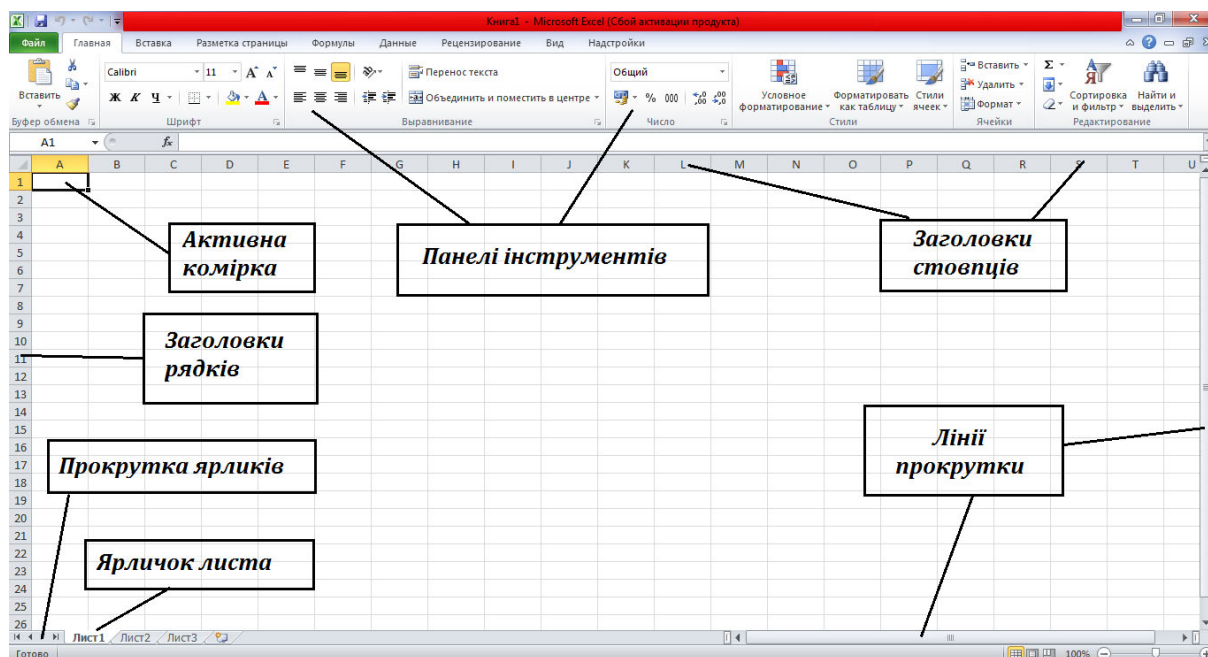 Книга1 - Microsoft Excel (Сбой активации продукта)
Файл Главная Вставка Разметка страницы Формулы Данные Рецензирование Вид Надстройки
Calibri 11 Перенос текста Общий Вставить
Вставить Ж К Ч Объединить и поместить в центре % 000 Условное форматирование Форматировать как таблицу Стили ячеек Удалить Формат Сортировка и фильтр Найти и выделить
Буфер обмена Шрифт Выравнивание Число Стили Ячейки Редактирование
A1 fx
A B C D E F G H I J K L M N O P Q R S T U
1
2
3
4
5
6
7
8
9
10
11
12
13
14
15
16
17
18
19
20
21
22
23
24
25
26
Активна
комірка
Панелі інструментів
Заголовки
стовпців
Заголовки
рядків
Лінії
прокрутки
Прокрутка ярликів
Ярличок листа
Лист1 Лист2 Лист3
Готово 100%